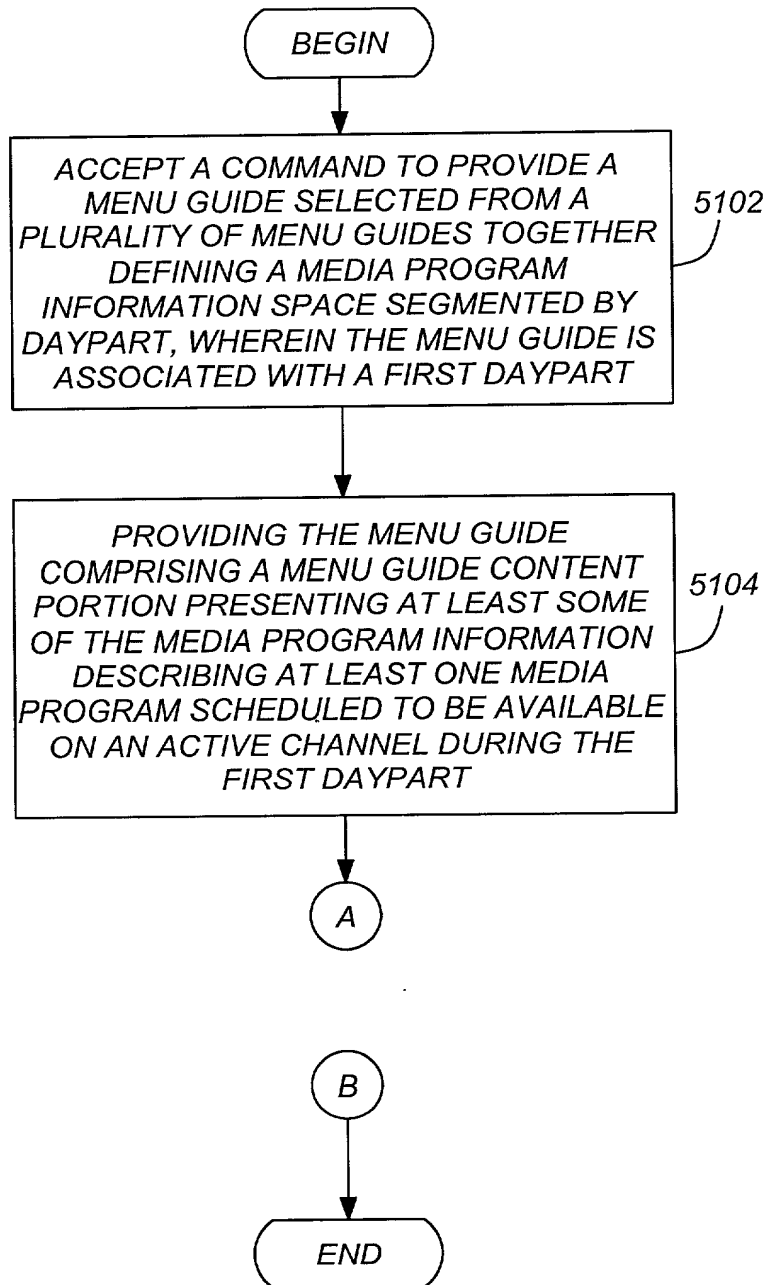 BEGIN
ACCEPT A COMMAND TO PROVIDE A
MENU GUIDE SELECTED FROM A
PLURALITY OF MENU GUIDES TOGETHER
DEFINING A MEDIA PROGRAM
INFORMATION SPACE SEGMENTED BY
DAYPART, WHEREIN THE MENU GUIDE IS
ASSOCIATED WITH A FIRST DAYPART
5102
PROVIDING THE MENU GUIDE
COMPRISING A MENU GUIDE CONTENT
PORTION PRESENTING AT LEAST SOME
OF THE MEDIA PROGRAM INFORMATION
DESCRIBING AT LEAST ONE MEDIA
PROGRAM SCHEDULED TO BE AVAILABLE
ON AN ACTIVE CHANNEL DURING THE
FIRST DAYPART
5104
A
B
END